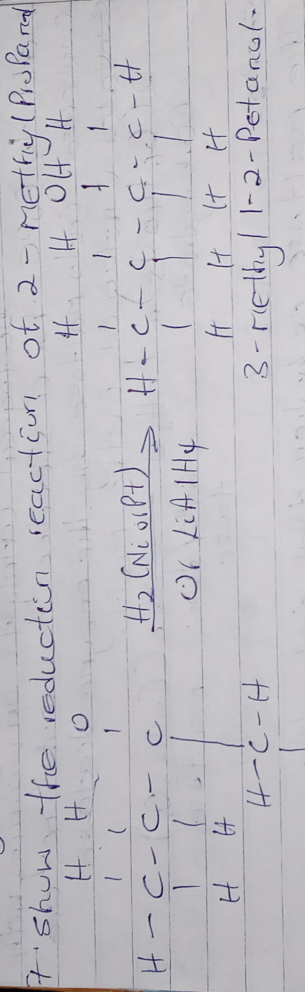 7. Show the reduction reaction of 2-Methyl Propanal
H H O H H OH H
H-C-C-C H2(Ni or Pt) > H-C-C-C-C-H
Or LiAlH4
H H H H H H
H-C-H 3-Methyl 1-2-Petanol.